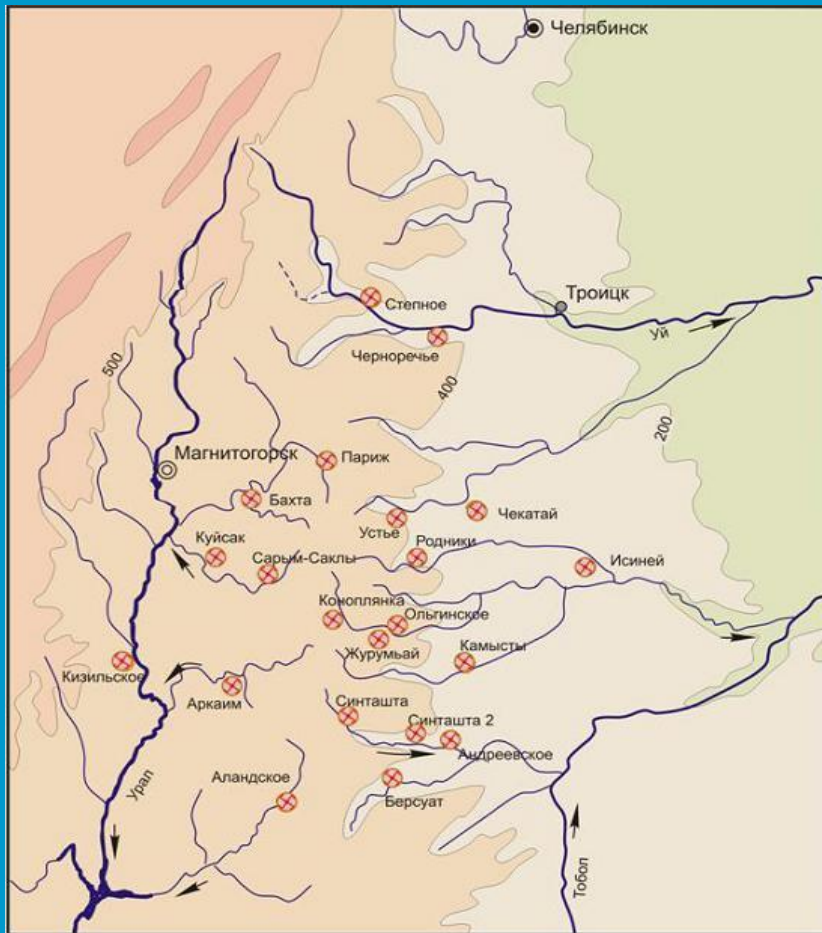 Челябинск
Степное
Троицк
Уй
Черноречье
500
400
200
Магнитогорск
Париж
Бахта
Чекатай
Устье
Куйсак
Родники
Сарым-Саклы
Исиней
Коноплянка
Ольгинское
Журумбай
Камысты
Кизильское
Аркаим
Синташта
Синташта 2
Андреевское
Аландское
Берсуат
Урал
Тобол